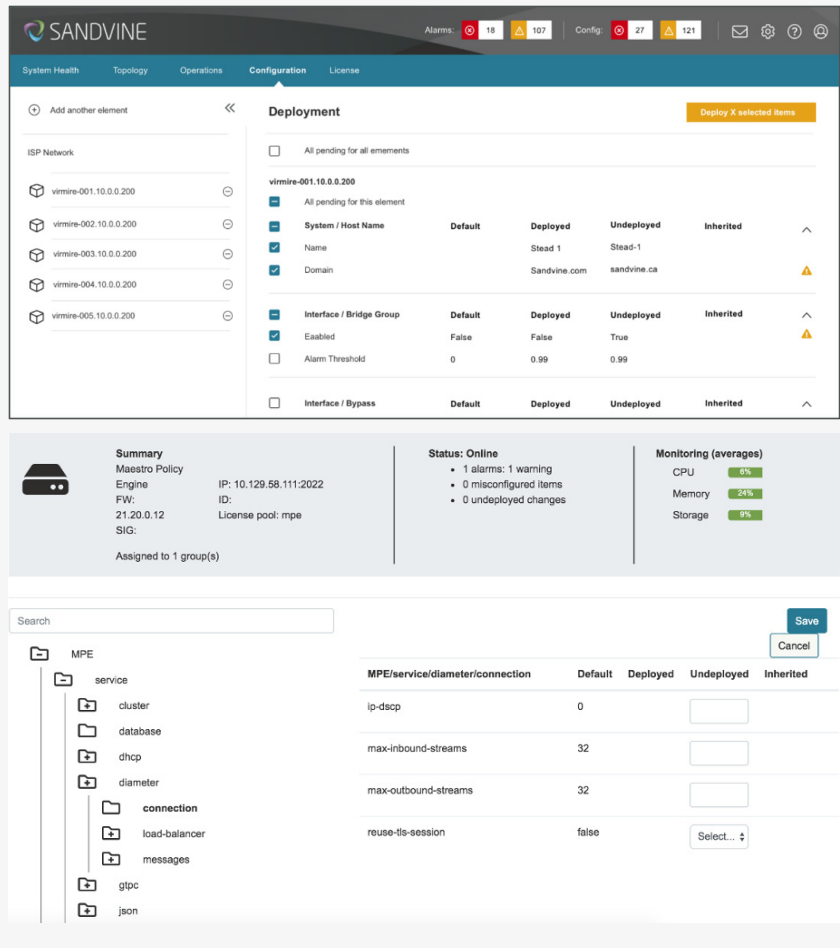 SANDVINE
Alarms: 18 107 Config: 27 121
System Health Topology Operations Configuration License
Add another element
ISP Network
virmire-001.10.0.0.200
virmire-002.10.0.0.200
virmire-003.10.0.0.200
virmire-004.10.0.0.200
virmire-005.10.0.0.200
Deployment
Deploy X selected items
All pending for all emements
virmire-001.10.0.0.200
All pending for this element
System / Host Name Default Deployed Undeployed Inherited
Name Stead 1 Stead-1
Domain Sandvine.com sandvine.ca
Interface / Bridge Group Default Deployed Undeployed Inherited
Eaabled False False True
Alarm Threshold 0 0.99 0.99
Interface / Bypass Default Deployed Undeployed Inherited
Summary
Maestro Policy
Engine IP: 10.129.58.111:2022
FW: ID:
21.20.0.12 License pool: mpe
SIG:
Assigned to 1 group(s)
Status: Online
• 1 alarms: 1 warning
• 0 misconfigured items
• 0 undeployed changes
Monitoring (averages)
CPU 6%
Memory 24%
Storage 9%
Search
Save
Cancel
MPE
service
cluster
database
dhcp
diameter
connection
load-balancer
messages
gtpc
json
MPE/service/diameter/connection Default Deployed Undeployed Inherited
ip-dscp 0
max-inbound-streams 32
max-outbound-streams 32
reuse-tls-session false Select...